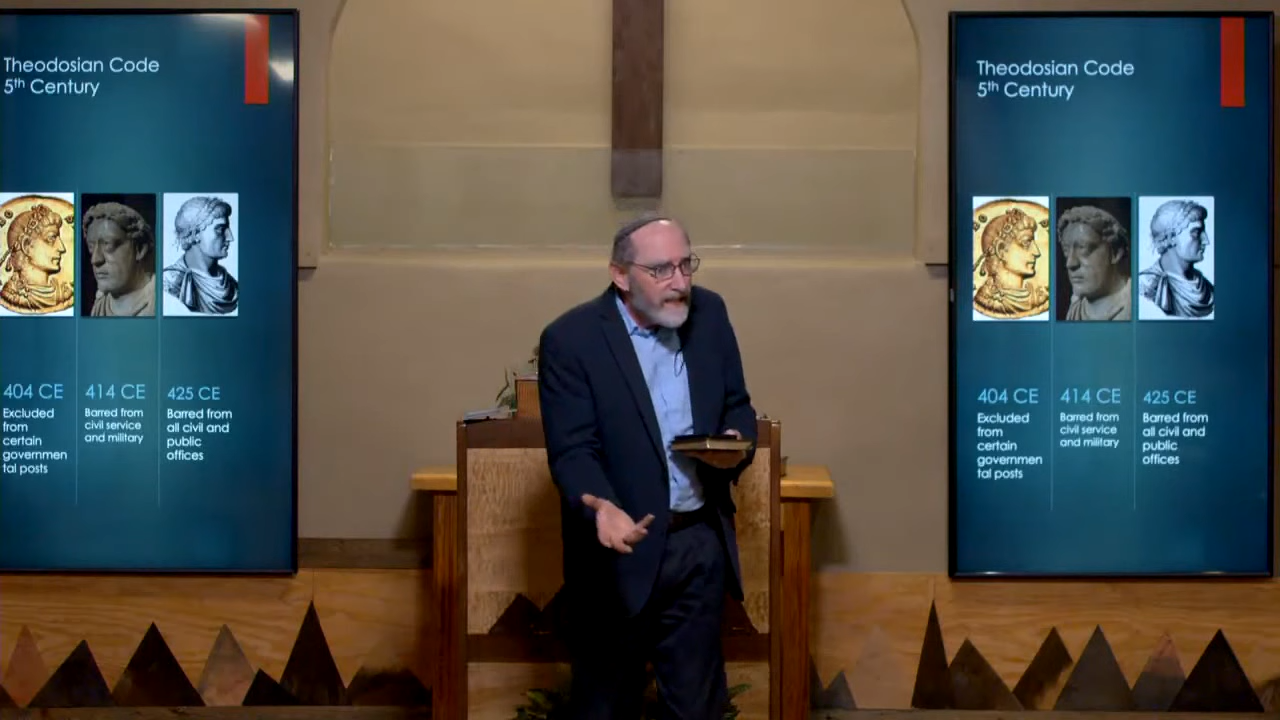 Theodosian Code
5th Century
404 CE
Excluded
from
certain
governmen
tal posts
414 CE
Barred from
civil service
and military
425 CE
Barred from
all civil and
public
offices
Theodosian Code
5th Century
404 CE
Excluded
from
certain
governmen
tal posts
414 CE
Barred from
civil service
and military
425 CE
Barred from
all civil and
public
offices